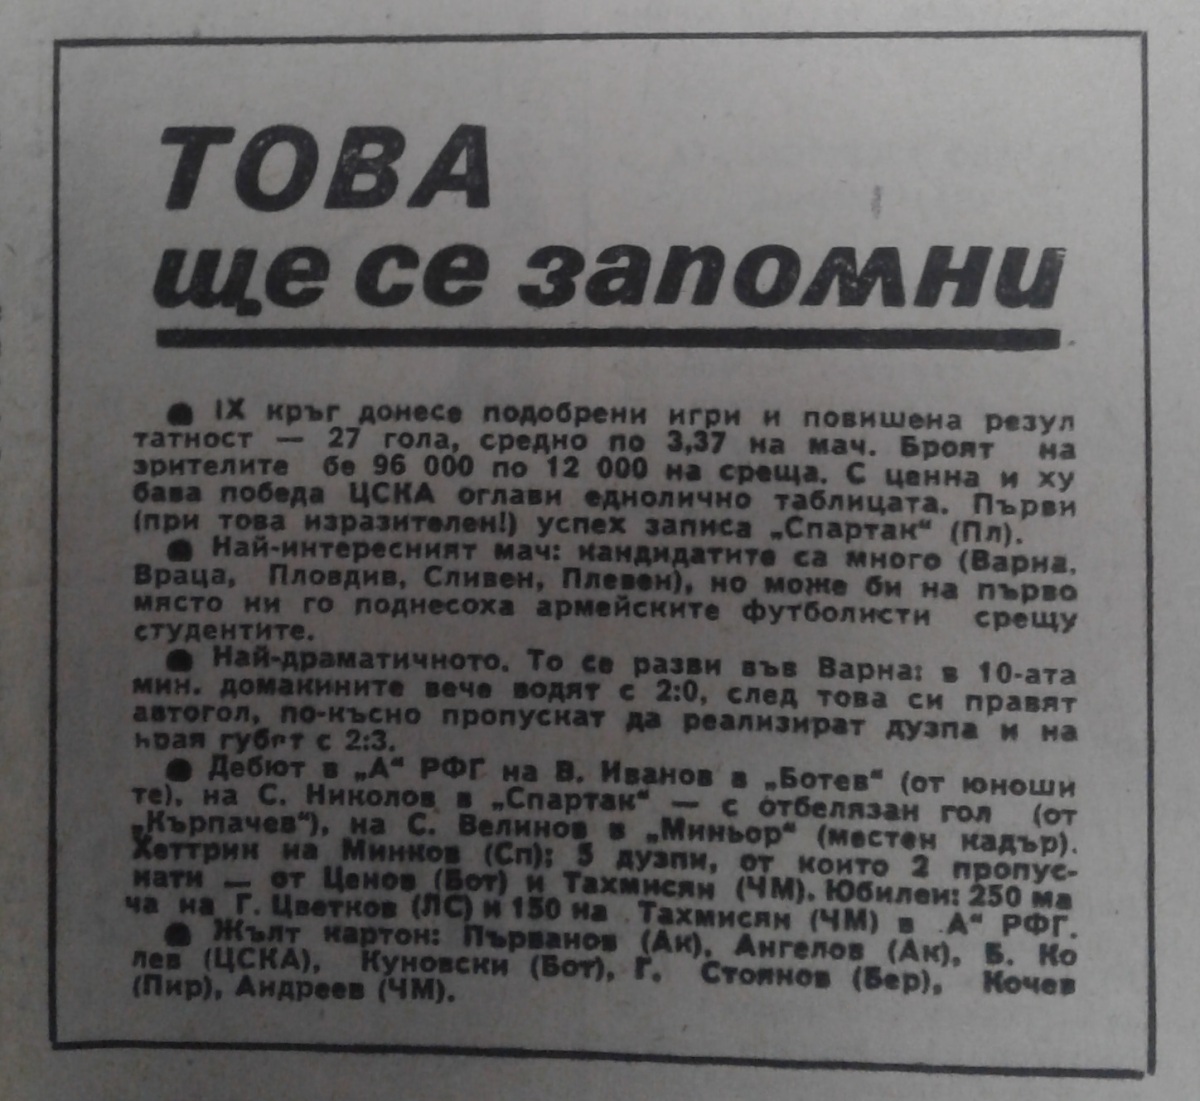 ТОВА
ще се запомни
● IX кръг донесе подобрени игри и повишена резул
татност — 27 гола, средно по 3,37 на мач. Броят на
зрителите бе 96 000 по 12 000 на среща. С ценна и ху
бава победа ЦСКА оглави еднолично таблицата. Първи
(при това изразителен!) успех записа „Спартак“ (Пл).
● Най-интересният мач: кандидатите са много (Варна,
Враца, Пловдив, Сливен, Плевен), но може би на първо
място ни го поднесоха армейските футболисти срещу
студентите.
● Най-драматичното. То се разви във Варна: в 10-ата
мин. домакините вече водят с 2:0, след това си правят
автогол, по-късно пропускат да реализират дузпа и на
края губят с 2:3.
● Дебют в „А“ РФГ на В. Иванов в „Ботев“ (от юноши
те), на С. Николов в „Спартак“ — с отбелязан гол (от
„Кърпачев“), на С. Велинов в „Миньор“ (местен кадър).
Хеттрик на Минков (Сп); 5 дузпи, от които 2 пропус-
нати — от Ценов (Бот) и Тахмисян (ЧМ). Юбилеи: 250 ма
ча на Г. Цветков (ЛС) и 150 на Тахмисян (ЧМ) в „А“ РФГ.
● Жълт картон: Първанов (Ак), Ангелов (Ак), Б. Ко
лев (ЦСКА), Куновски (Бот), Г. Стоянов (Бер), Кочев
(Пир), Андреев (ЧМ).